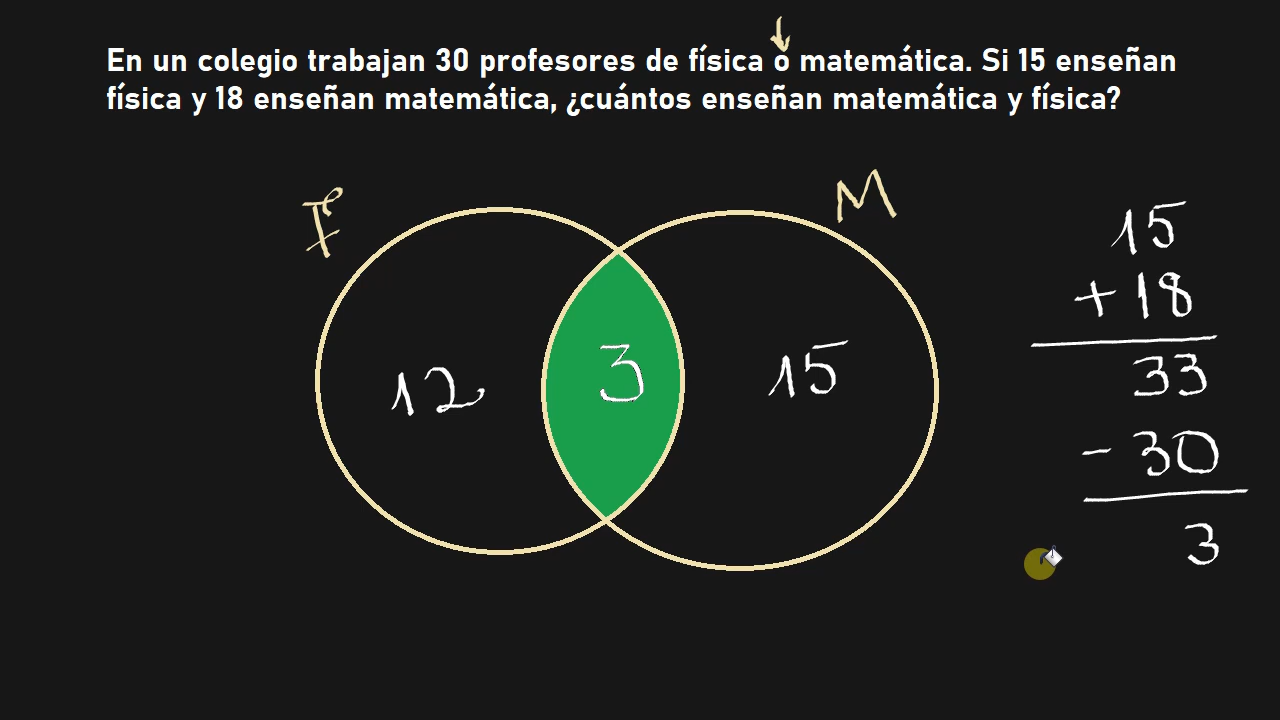 En un colegio trabajan 30 profesores de física o matemática. Si 15 enseñan
física y 18 enseñan matemática, ¿cuántos enseñan matemática y física?
F
M
12
3
15
15
+ 18
33
- 30
3